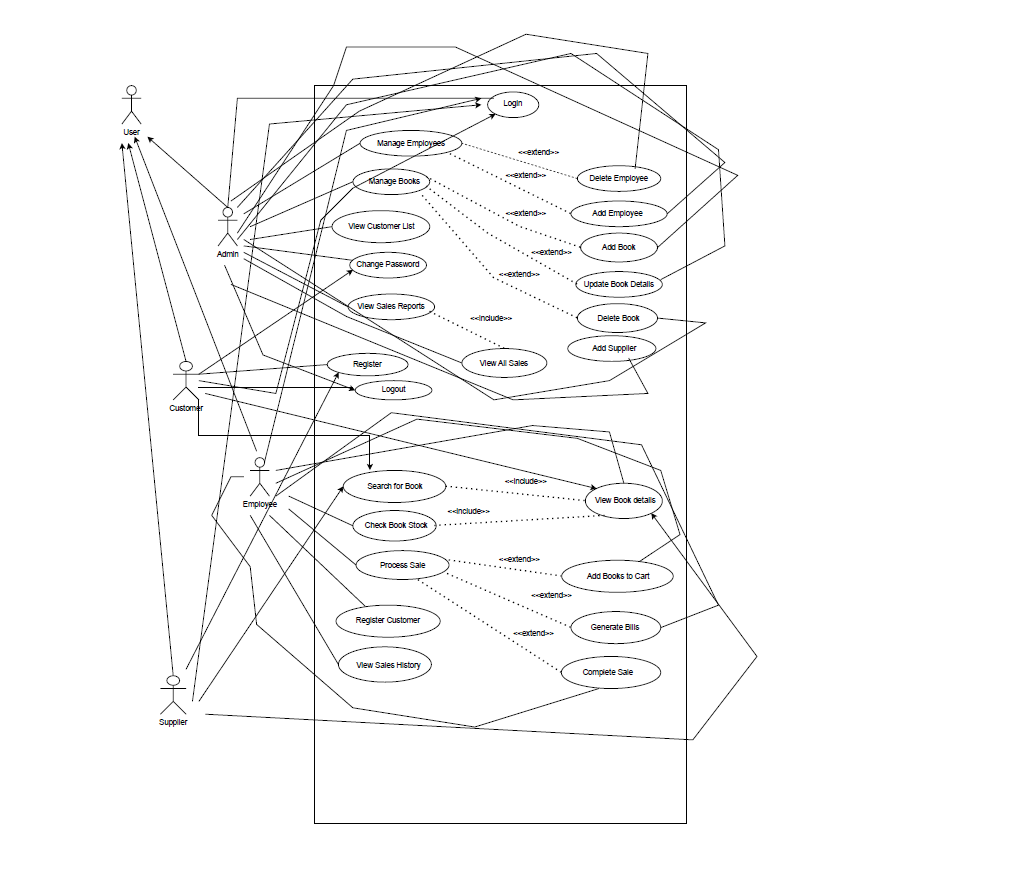 Login
User
Manage Employees
<<extend>>
<<extend>>
Delete Employee
Manage Books
<<extend>>
Add Employee
View Customer List
Add Book
Admin
<<extend>>
Change Password
<<extend>>
Update Book Details
View Sales Reports
<<include>>
Delete Book
Add Supplier
Register
View All Sales
Logout
Customer
Search for Book
<<include>>
View Book details
Employee
<<include>>
Check Book Stock
Process Sale
<<extend>>
Add Books to Cart
<<extend>>
Register Customer
Generate Bills
<<extend>>
View Sales History
Complete Sale
Supplier